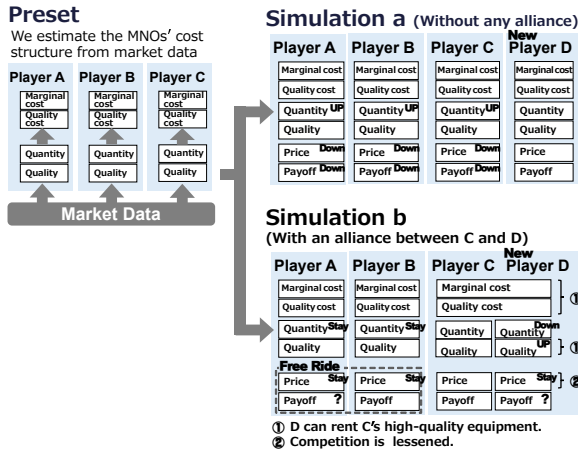 Preset
We estimate the MNOs’ cost
structure from market data
Player A Player B Player C
Marginal cost Marginal cost Marginal cost
Quality cost Quality cost Quality cost
Quantity Quantity Quantity
Quality Quality Quality
Market Data
Simulation a (Without any alliance)
New
Player A Player B Player C Player D
Marginal cost Marginal cost Marginal cost Marginal cost
Quality cost Quality cost Quality cost Quality cost
Quantity UP Quantity UP Quantity UP Quantity
Quality Quality Quality Quality
Price Down Price Down Price Down Price
Payoff Down Payoff Down Payoff Down Payoff
Simulation b
(With an alliance between C and D)
New
Player A Player B Player C Player D
Marginal cost Marginal cost Marginal cost ①
Quality cost Quality cost Quality cost
Quantity Stay Quantity Stay Quantity Quantity Down
Quality Quality Quality Quality UP ①
Free Ride
Price Stay Price Stay Price Price Stay ②
Payoff ? Payoff Payoff Payoff ?
① D can rent C’s high-quality equipment.
② Competition is lessened.